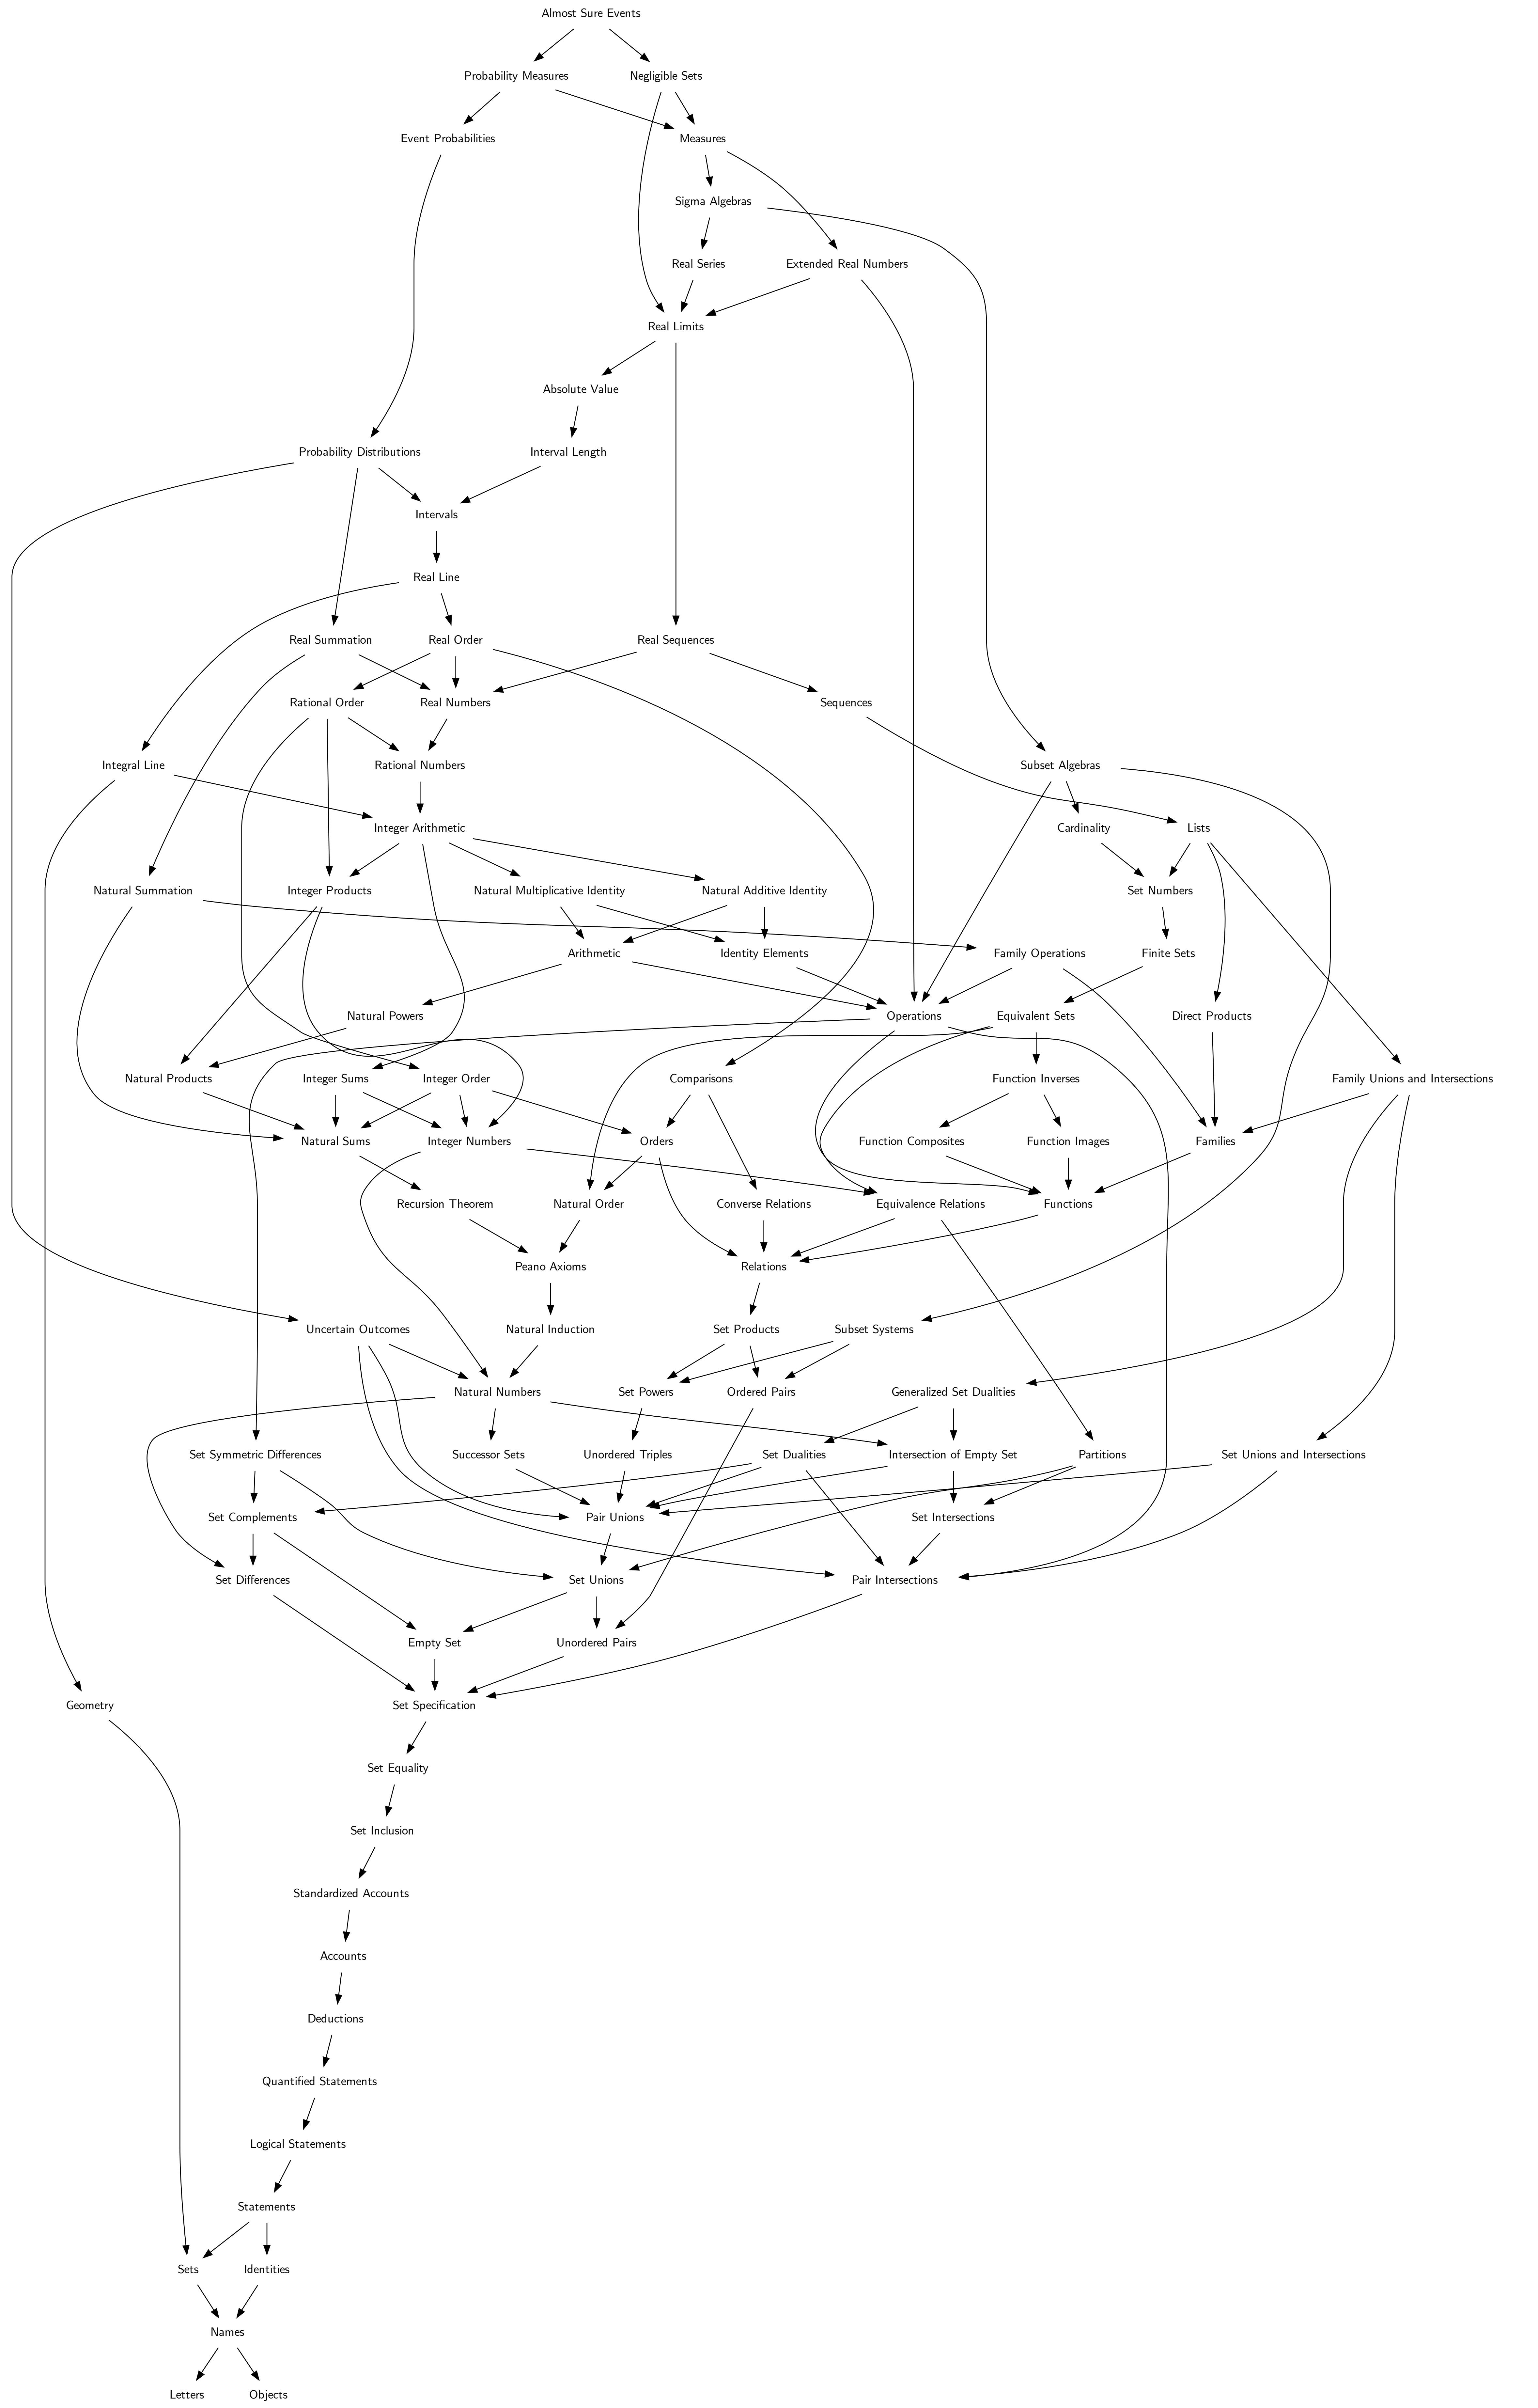 Almost Sure Events
Probability Measures
Negligible Sets
Event Probabilities
Measures
Sigma Algebras
Real Series
Extended Real Numbers
Real Limits
Absolute Value
Probability Distributions
Interval Length
Intervals
Real Line
Real Summation
Real Order
Real Sequences
Rational Order
Real Numbers
Sequences
Integral Line
Rational Numbers
Subset Algebras
Integer Arithmetic
Cardinality
Lists
Natural Summation
Integer Products
Natural Multiplicative Identity
Natural Additive Identity
Set Numbers
Arithmetic
Identity Elements
Family Operations
Finite Sets
Natural Powers
Operations
Equivalent Sets
Direct Products
Natural Products
Integer Sums
Integer Order
Comparisons
Function Inverses
Family Unions and Intersections
Natural Sums
Integer Numbers
Orders
Function Composites
Function Images
Families
Recursion Theorem
Natural Order
Converse Relations
Equivalence Relations
Functions
Peano Axioms
Relations
Uncertain Outcomes
Natural Induction
Set Products
Subset Systems
Natural Numbers
Set Powers
Ordered Pairs
Generalized Set Dualities
Set Symmetric Differences
Successor Sets
Unordered Triples
Set Dualities
Intersection of Empty Set
Partitions
Set Unions and Intersections
Set Complements
Pair Unions
Set Intersections
Set Differences
Set Unions
Pair Intersections
Empty Set
Unordered Pairs
Geometry
Set Specification
Set Equality
Set Inclusion
Standardized Accounts
Accounts
Deductions
Quantified Statements
Logical Statements
Statements
Sets
Identities
Names
Letters
Objects